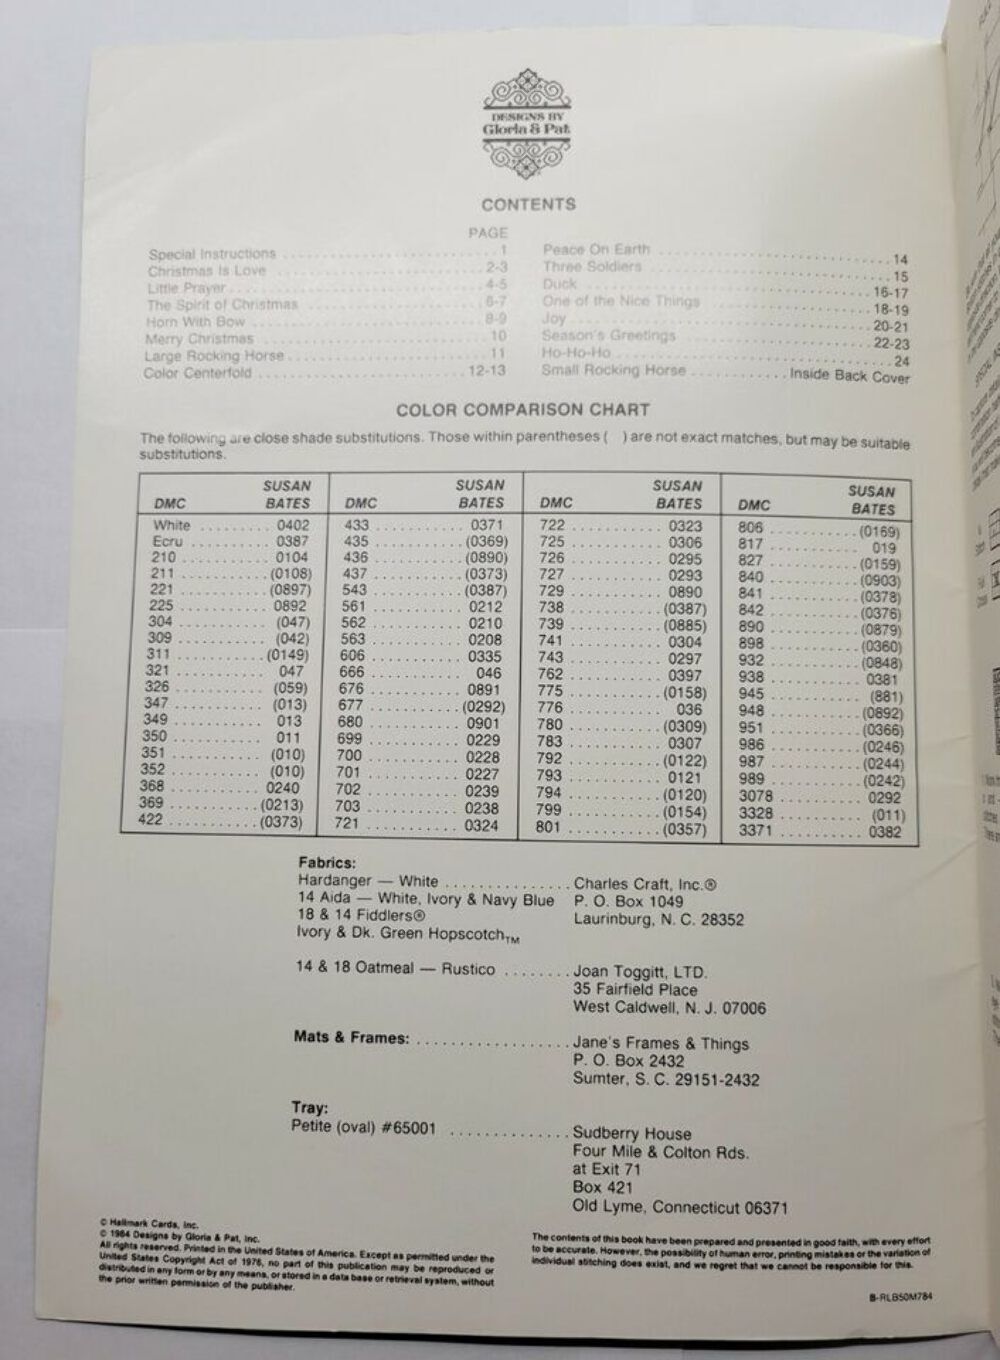 DESIGNS BY
Gloria & Pat
CONTENTS
PAGE
Special Instructions 1
Christmas Is Love 2-3
Little Prayer 4-5
The Spirit of Christmas 6-7
Horn With Bow 8-9
Merry Christmas 10
Large Rocking Horse 11
Color Centerfold 12-13
Peace On Earth 14
Three Soldiers 15
Duck 16-17
One of the Nice Things 18-19
Joy 20-21
Season's Greetings 22-23
Ho-Ho-Ho 24
Small Rocking Horse Inside Back Cover
COLOR COMPARISON CHART
The following are close shade substitutions. Those within parentheses ( ) are not exact matches, but may be suitable
substitutions.
DMC SUSAN BATES
White 0402
Ecru 0387
210 0104
211 (0108)
221 (0897)
225 0892
304 (047)
309 (042)
311 (0149)
321 047
326 (059)
347 (013)
349 013
350 011
351 (010)
352 (010)
368 0240
369 (0213)
422 (0373)
DMC SUSAN BATES
433 0371
435 (0369)
436 (0890)
437 (0373)
543 (0387)
561 0212
562 0210
563 0208
606 0335
666 046
676 0891
677 (0292)
680 0901
699 0229
700 0228
701 0227
702 0239
703 0238
721 0324
DMC SUSAN BATES
722 0323
725 0306
726 0295
727 0293
729 0890
738 (0387)
739 (0885)
741 0304
743 0297
762 0397
775 (0158)
776 036
780 (0309)
783 0307
792 (0122)
793 0121
794 (0120)
799 (0154)
801 (0357)
DMC SUSAN BATES
806 (0169)
817 019
827 (0159)
840 (0903)
841 (0378)
842 (0376)
890 (0879)
898 (0360)
932 (0848)
938 0381
945 (881)
948 (0892)
951 (0366)
986 (0246)
987 (0244)
989 (0242)
3078 0292
3328 (011)
3371 0382
Fabrics:
Hardanger — White Charles Craft, Inc.®
14 Aida — White, Ivory & Navy Blue P. O. Box 1049
18 & 14 Fiddlers® Laurinburg, N. C. 28352
Ivory & Dk. Green Hopscotch™
14 & 18 Oatmeal — Rustico Joan Toggitt, LTD.
35 Fairfield Place
West Caldwell, N. J. 07006
Mats & Frames: Jane's Frames & Things
P. O. Box 2432
Sumter, S. C. 29151-2432
Tray:
Petite (oval) #65001 Sudberry House
Four Mile & Colton Rds.
at Exit 71
Box 421
Old Lyme, Connecticut 06371
© Hallmark Cards, Inc.
© 1984 Designs by Gloria & Pat, Inc.
All rights reserved. Printed in the United States of America. Except as permitted under the
United States Copyright Act of 1976, no part of this publication may be reproduced or
distributed in any form or by any means, or stored in a data base or retrieval system, without
the prior written permission of the publisher.
The contents of this book have been prepared and presented in good faith, with every effort
to be accurate. However, the possibility of human error, printing mistakes or the variation of
individual stitching does exist, and we regret that we cannot be responsible for this.
B-RLB50M784